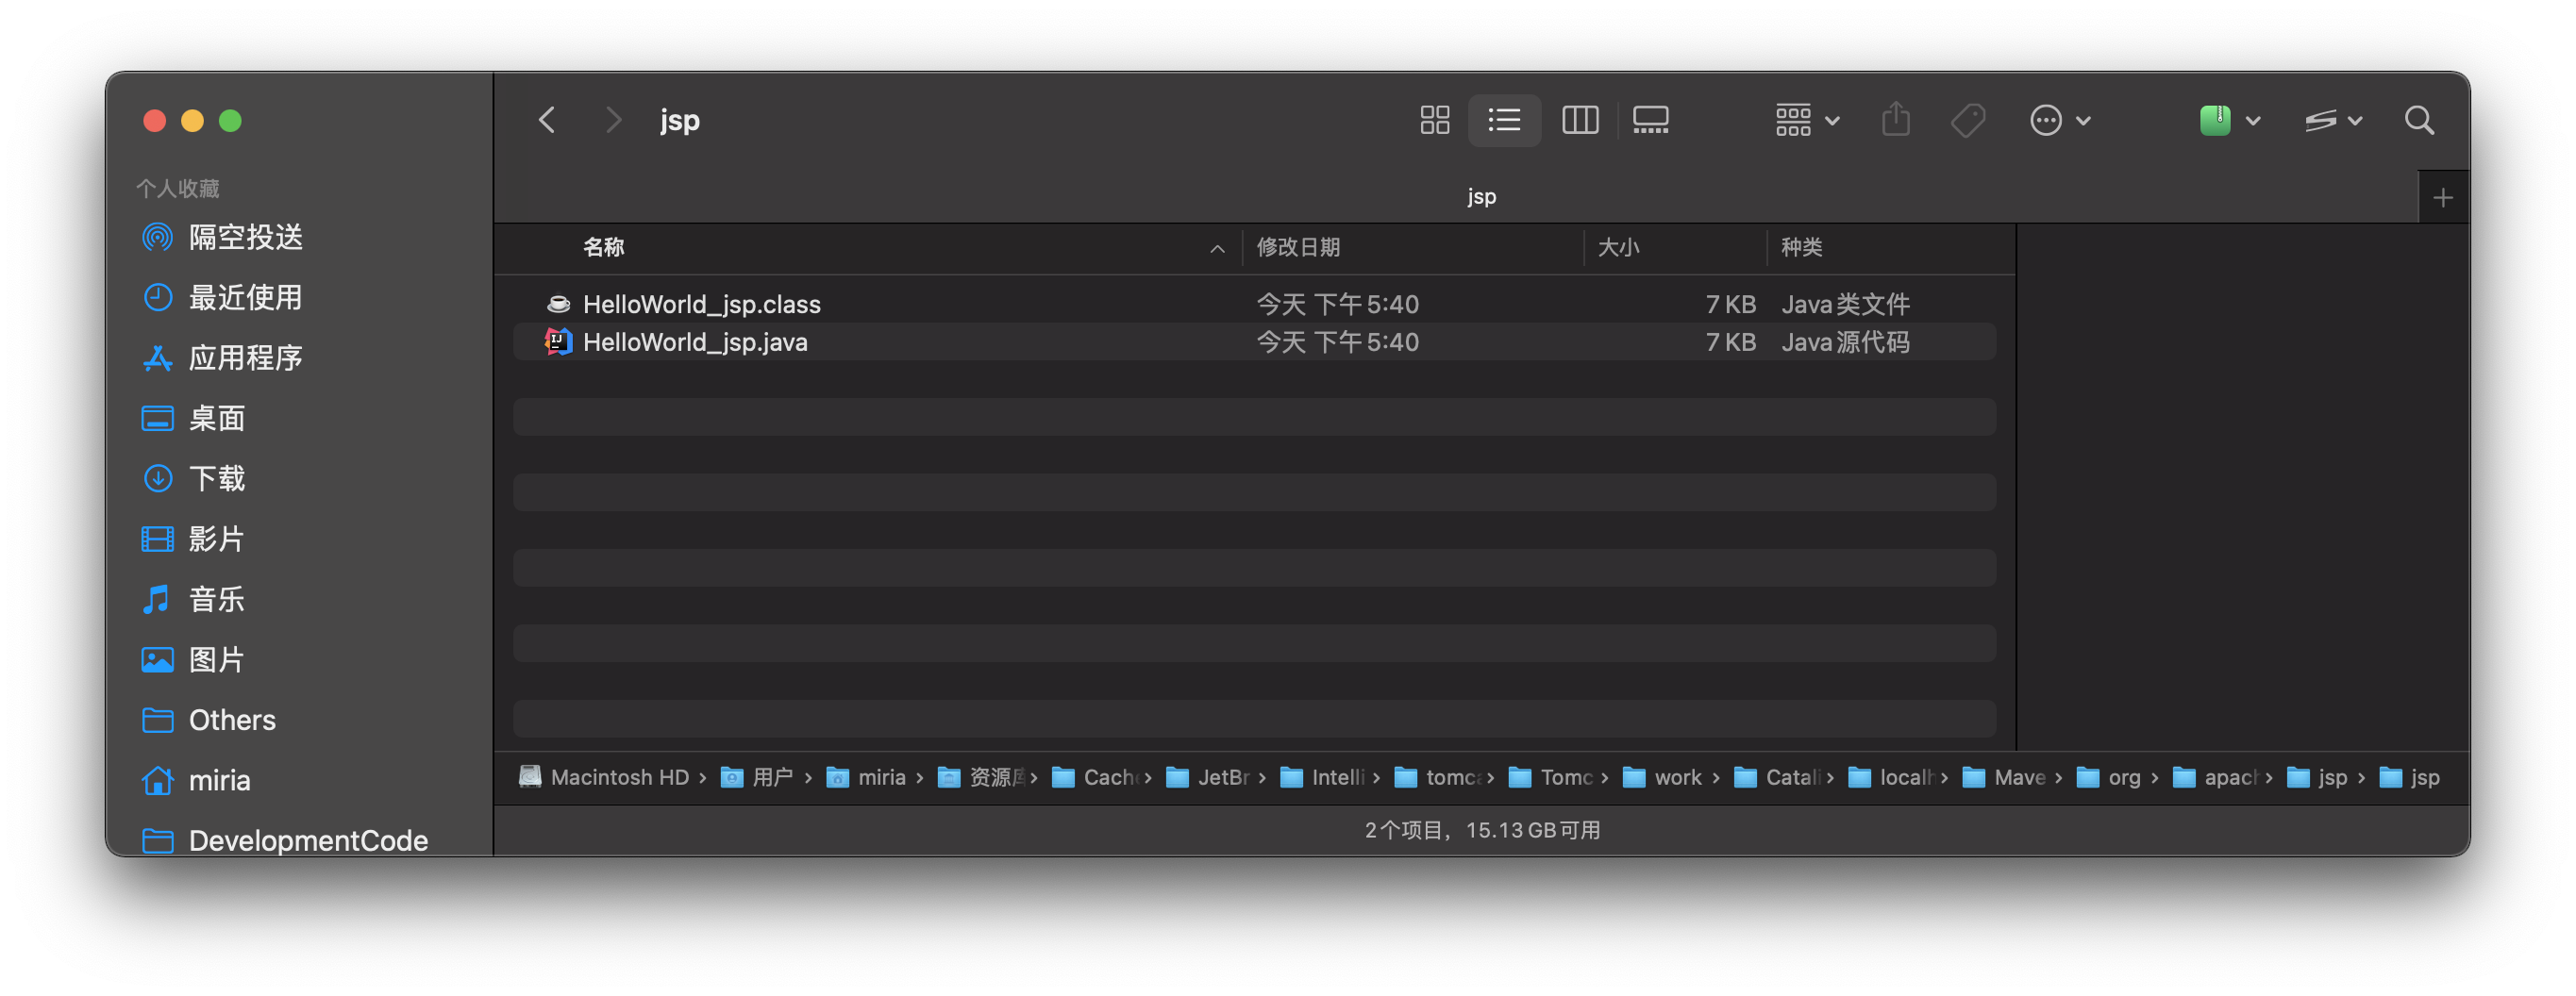 jsp
个人收藏
隔空投送
最近使用
应用程序
桌面
下载
影片
音乐
图片
Others
miria
DevelopmentCode
jsp
名称 修改日期 大小 种类
HelloWorld_jsp.class 今天 下午 5:40 7 KB Java类文件
HelloWorld_jsp.java 今天 下午 5:40 7 KB Java源代码
Macintosh HD › 用户 › miria › 资源库 › Cach › JetBr › Intelli › tomca › Tomc › work › Catali › localh › Mave › org › apach › jsp › jsp
2个项目，15.13 GB可用